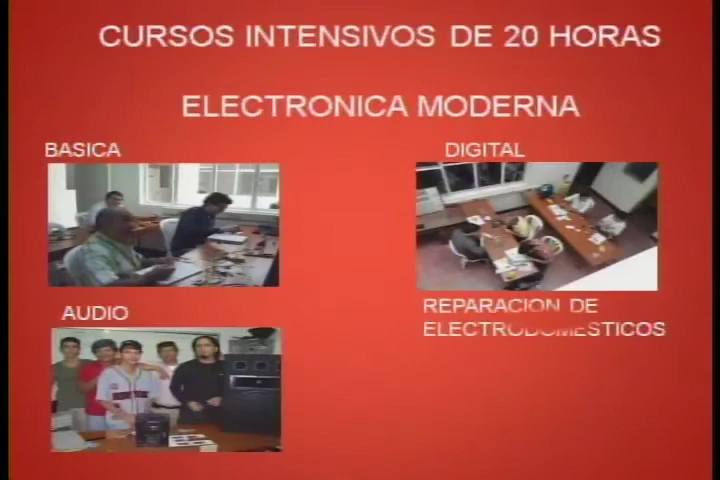 CURSOS INTENSIVOS DE 20 HORAS
ELECTRONICA MODERNA
BASICA
DIGITAL
AUDIO
REPARACION DE
ELECTRODOMESTICOS